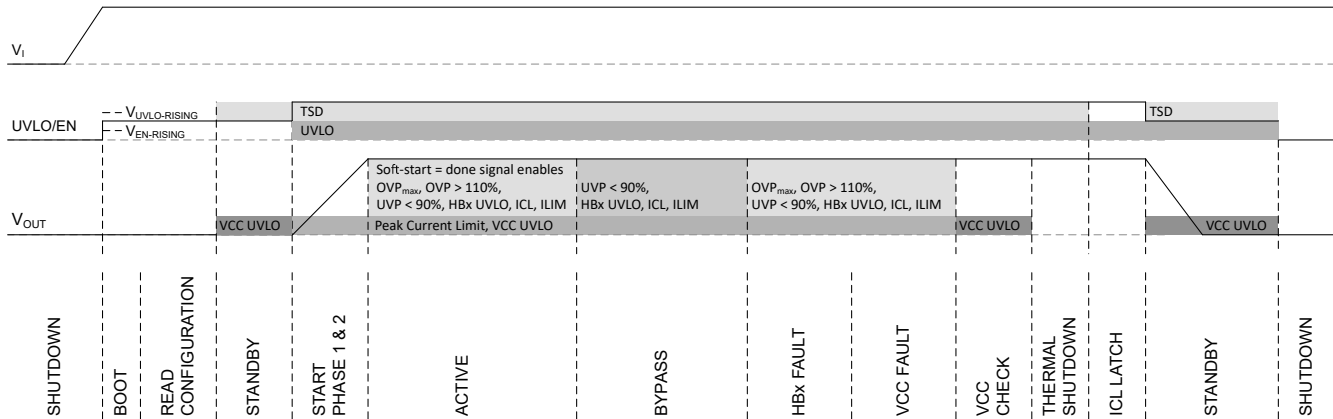 VI
UVLO/EN
VUVLO-RISING
VEN-RISING
TSD
TSD
UVLO
VOUT
VCC UVLO
Soft-start = done signal enables
OVPmax, OVP > 110%,
UVP < 90%, HBx UVLO, ICL, ILIM
Peak Current Limit, VCC UVLO
UVP < 90%,
HBx UVLO, ICL, ILIM
OVPmax, OVP > 110%,
UVP < 90%, HBx UVLO, ICL, ILIM
VCC UVLO
VCC UVLO
SHUTDOWN
BOOT
READ
CONFIGURATION
STANDBY
START
PHASE 1 & 2
ACTIVE
BYPASS
HBx FAULT
VCC FAULT
VCC
CHECK
THERMAL
SHUTDOWN
ICL LATCH
STANDBY
SHUTDOWN